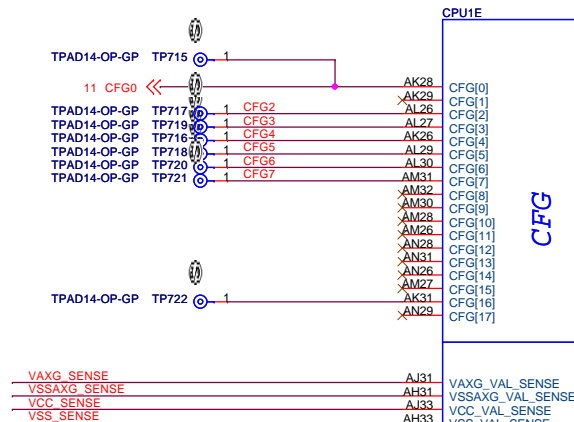 CPU1E
TPAD14-OP-GP TP715 1
11 CFG0 AK28 CFG[0]
AK29 CFG[1]
TPAD14-OP-GP TP717 1 CFG2 AL26 CFG[2]
TPAD14-OP-GP TP719 1 CFG3 AL27 CFG[3]
TPAD14-OP-GP TP716 1 CFG4 AK26 CFG[4]
TPAD14-OP-GP TP718 1 CFG5 AL29 CFG[5]
TPAD14-OP-GP TP720 1 CFG6 AL30 CFG[6]
TPAD14-OP-GP TP721 1 CFG7 AM31 CFG[7]
AM32 CFG[8]
AM30 CFG[9]
AM28 CFG[10]
AM26 CFG[11]
AN28 CFG[12]
AN31 CFG[13]
AN26 CFG[14]
AM27 CFG[15]
TPAD14-OP-GP TP722 1 AK31 CFG[16]
AN29 CFG[17]
CFG
VAXG_SENSE AJ31 VAXG_VAL_SENSE
VSSAXG_SENSE AH31 VSSAXG_VAL_SENSE
VCC_SENSE AJ33 VCC_VAL_SENSE
VSS_SENSE AH33 VSS_VAL_SENSE